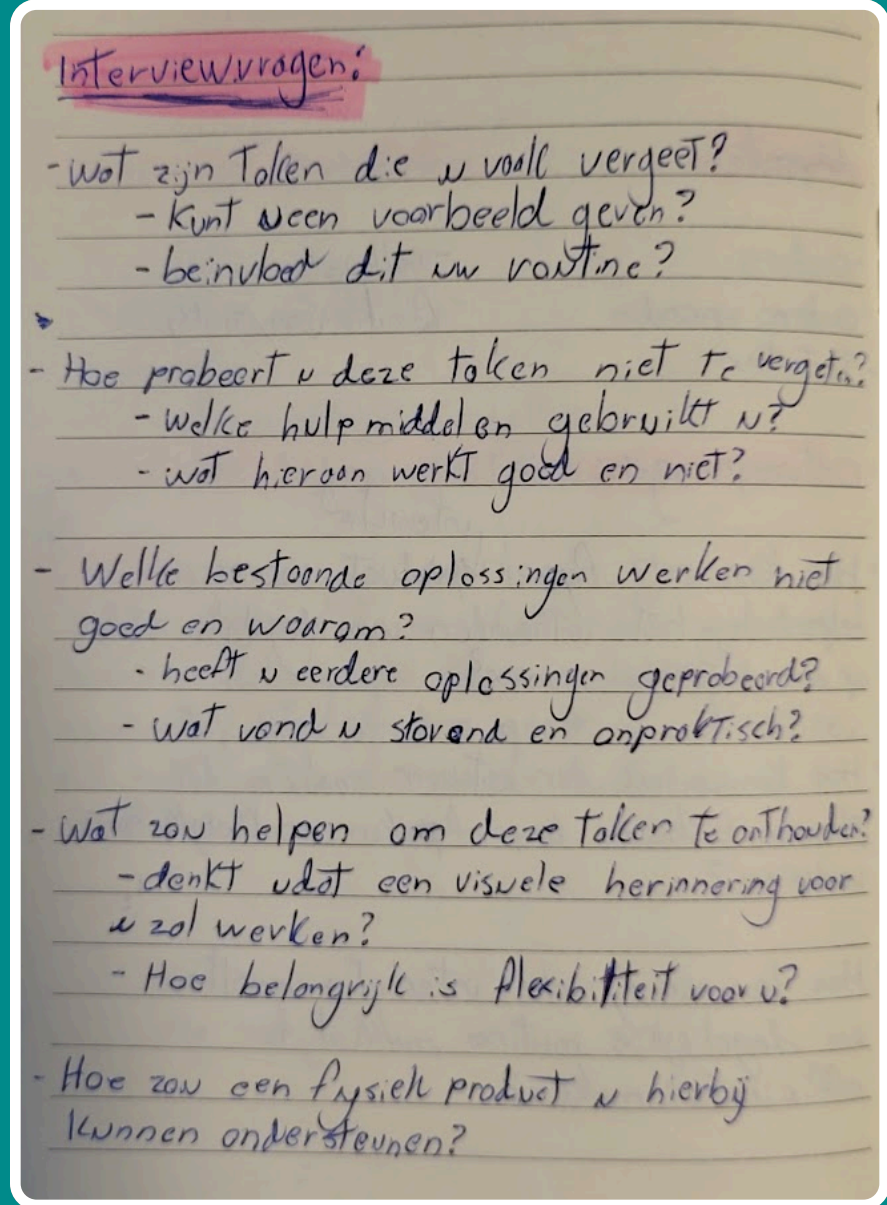 Interviewvragen:
- Wat zijn Taken die u vaak vergeet?
- Kunt u een voorbeeld geven?
- beïnvloed dit uw routine?
- Hoe probeert u deze taken niet te vergeten?
- Welke hulpmiddelen gebruikt u?
- wat hieraan werkt goed en niet?
- Welke bestaande oplossingen werken niet
goed en waarom?
- heeft u eerdere oplossingen geprobeerd?
- Wat vond u storend en onpraktisch?
- Wat zou helpen om deze taken te onthouden?
- denkt u dat een visuele herinnering voor
u zal werken?
- Hoe belangrijk is flexibiliteit voor u?
- Hoe zou een fysiek product u hierbij
kunnen ondersteunen?